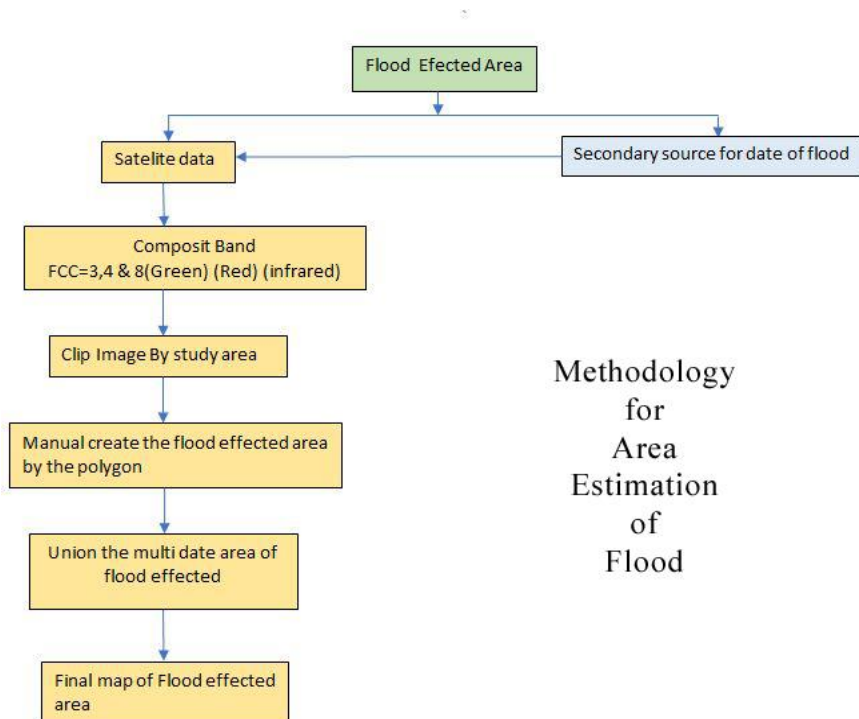 Flood Efected Area
Satelite data
Secondary source for date of flood
Composit Band
FCC=3,4 & 8(Green) (Red) (infrared)
Clip Image By study area
Manual create the flood effected area
by the polygon
Union the multi date area of
flood effected
Final map of Flood effected
area
Methodology
for
Area
Estimation
of
Flood